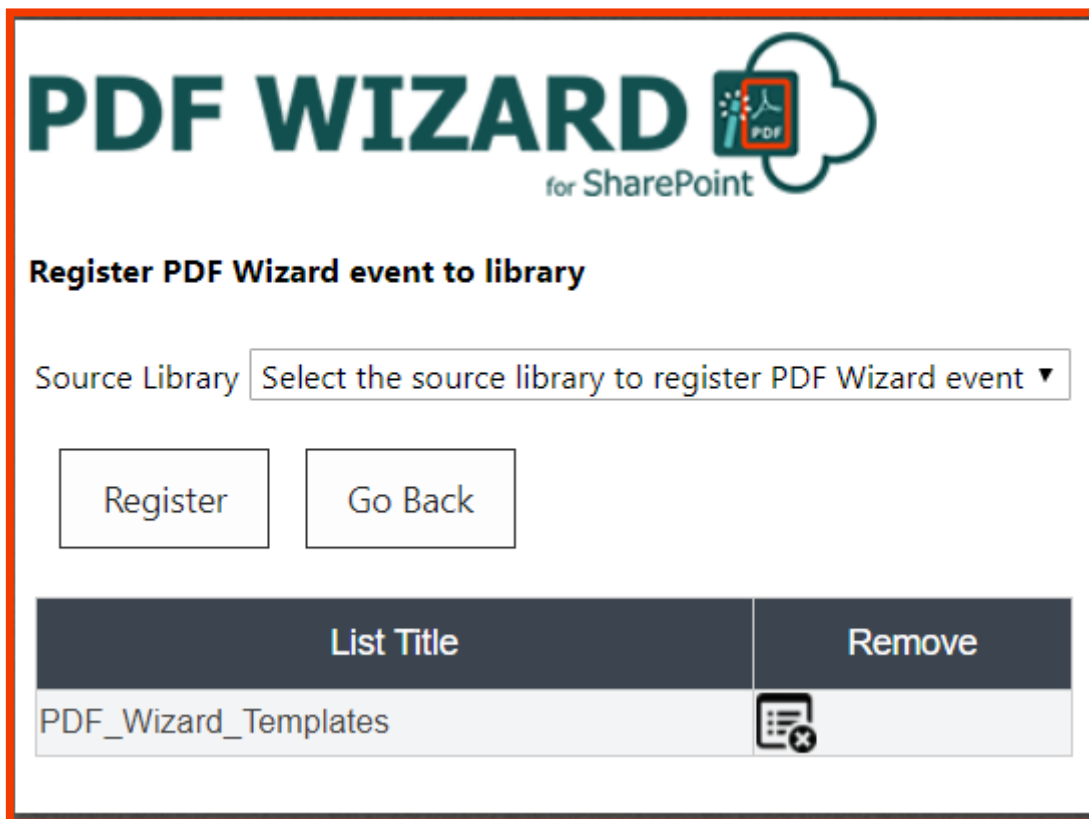 PDF WIZARD
PDF
for SharePoint
Register PDF Wizard event to library
Source Library Select the source library to register PDF Wizard event
Register Go Back
List Title Remove
PDF_Wizard_Templates